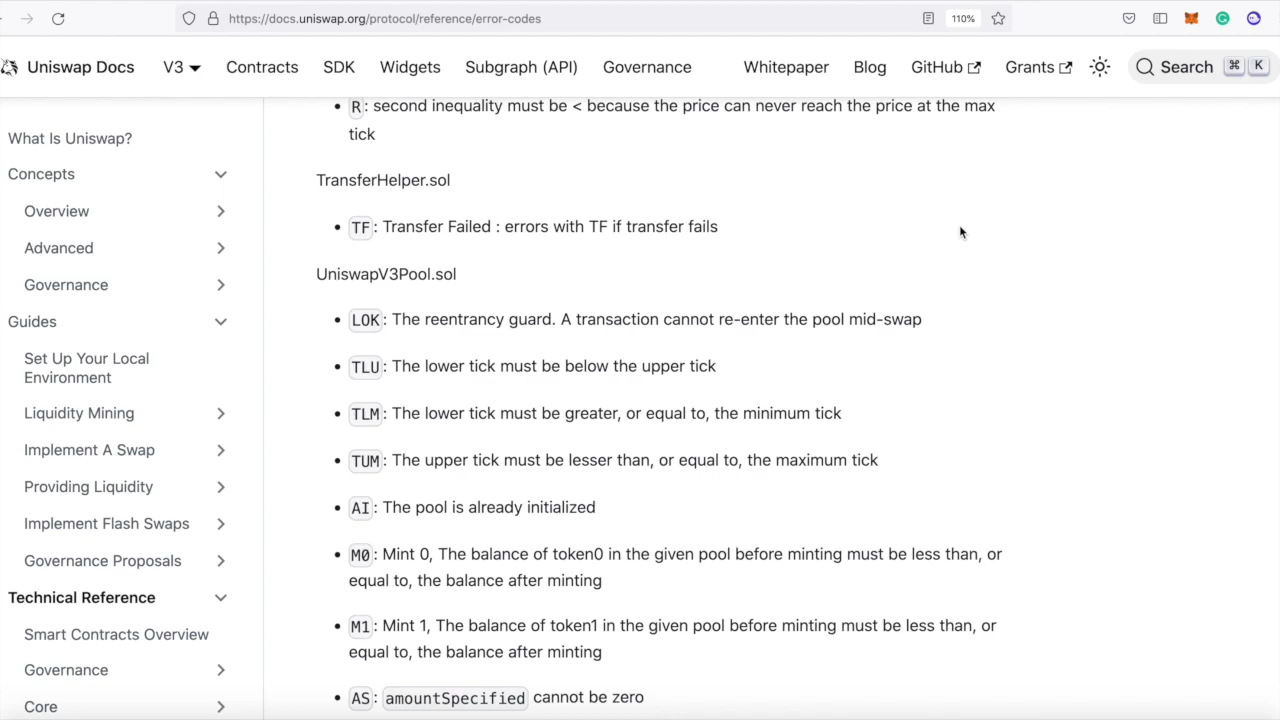 https://docs.uniswap.org/protocol/reference/error-codes
110%
Uniswap Docs
V3
Contracts
SDK
Widgets
Subgraph (API)
Governance
Whitepaper
Blog
GitHub
Grants
Search
⌘ K
What Is Uniswap?
Concepts
Overview
Advanced
Governance
Guides
Set Up Your Local
Environment
Liquidity Mining
Implement A Swap
Providing Liquidity
Implement Flash Swaps
Governance Proposals
Technical Reference
Smart Contracts Overview
Governance
Core
• R: second inequality must be < because the price can never reach the price at the max
tick
TransferHelper.sol
• TF: Transfer Failed : errors with TF if transfer fails
UniswapV3Pool.sol
• LOK: The reentrancy guard. A transaction cannot re-enter the pool mid-swap
• TLU: The lower tick must be below the upper tick
• TLM: The lower tick must be greater, or equal to, the minimum tick
• TUM: The upper tick must be lesser than, or equal to, the maximum tick
• AI: The pool is already initialized
• M0: Mint 0, The balance of token0 in the given pool before minting must be less than, or
equal to, the balance after minting
• M1: Mint 1, The balance of token1 in the given pool before minting must be less than, or
equal to, the balance after minting
• AS: amountSpecified cannot be zero